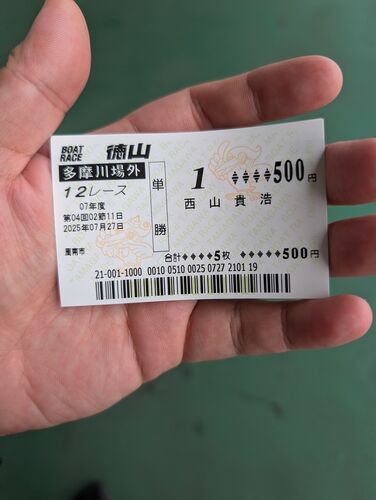 BOAT RACE 徳山
多摩川場外
12レース
07年度
第04回02節11日
2025年07月27日
周南市
単勝
1 ♦♦♦♦500円
西山貴浩
合計♦♦♦♦5枚 ♦♦♦♦♦♦500円
21-001-1000 0010 0510 0025 0727 2101 19